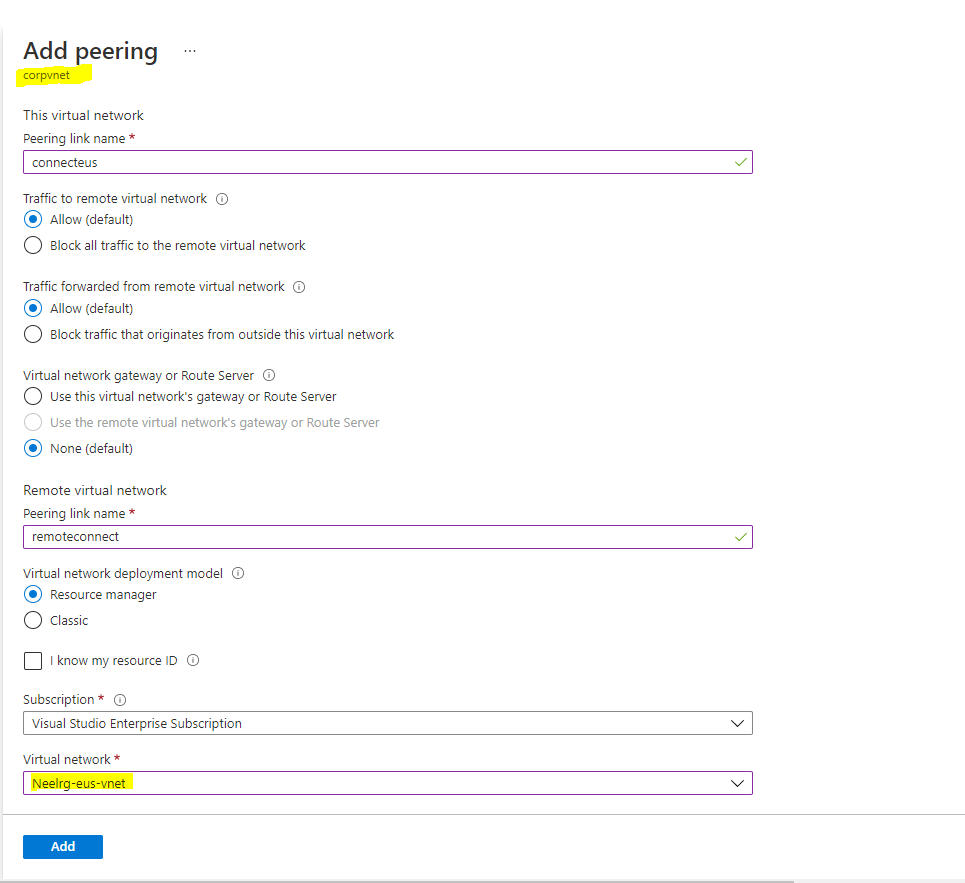 Add peering ...
corpvnet
This virtual network
Peering link name *
connecteus
Traffic to remote virtual network
Allow (default)
Block all traffic to the remote virtual network
Traffic forwarded from remote virtual network
Allow (default)
Block traffic that originates from outside this virtual network
Virtual network gateway or Route Server
Use this virtual network's gateway or Route Server
Use the remote virtual network's gateway or Route Server
None (default)
Remote virtual network
Peering link name *
remoteconnect
Virtual network deployment model
Resource manager
Classic
I know my resource ID
Subscription *
Visual Studio Enterprise Subscription
Virtual network *
Neelrg-eus-vnet
Add